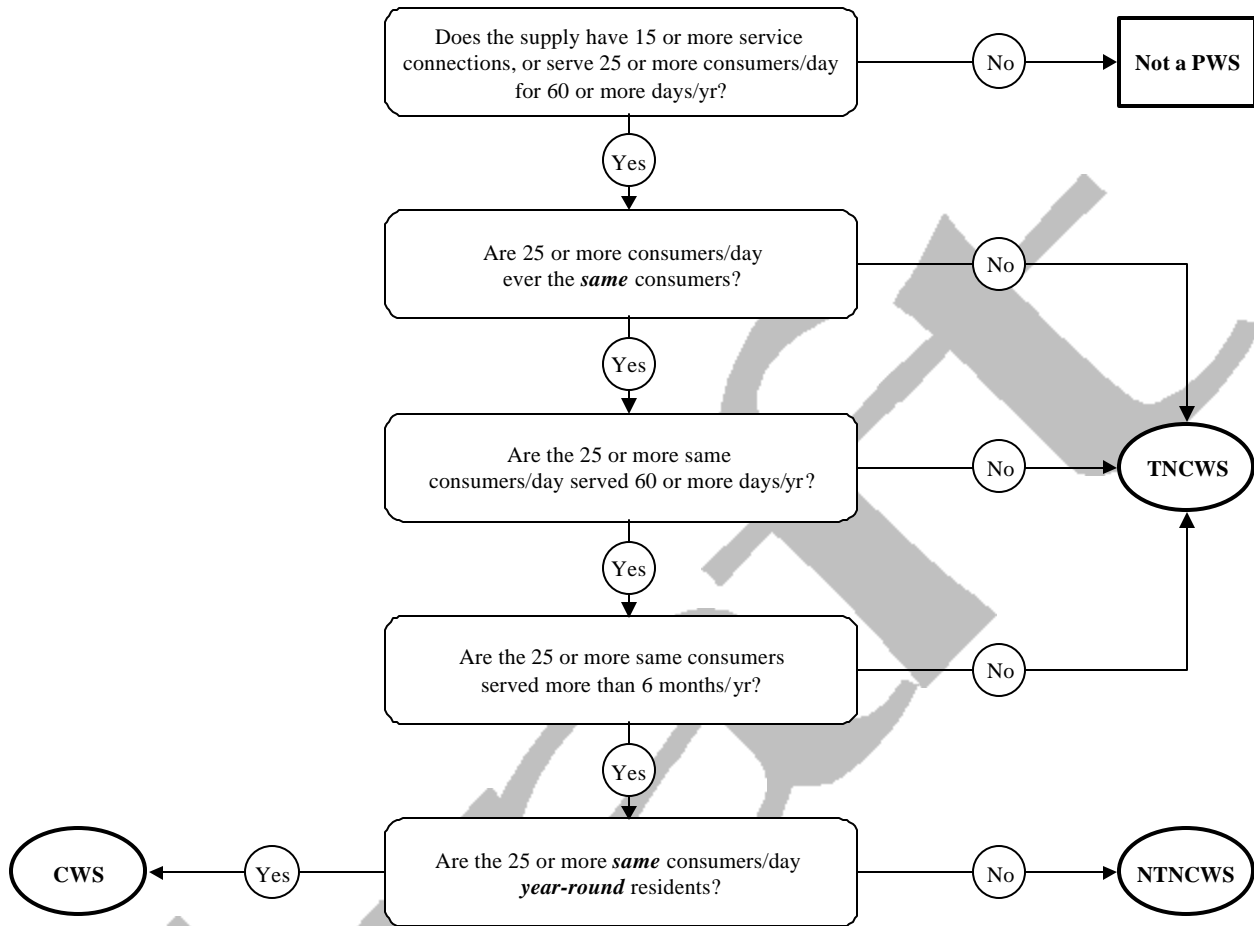 Does the supply have 15 or more service
connections, or serve 25 or more consumers/day
for 60 or more days/yr?
No
Not a PWS
Yes
Are 25 or more consumers/day
ever the same consumers?
No
Yes
Are the 25 or more same
consumers/day served 60 or more days/yr?
No
TNCWS
Yes
Are the 25 or more same consumers
served more than 6 months/yr?
No
Yes
CWS
Yes
Are the 25 or more same consumers/day
year-round residents?
No
NTNCWS